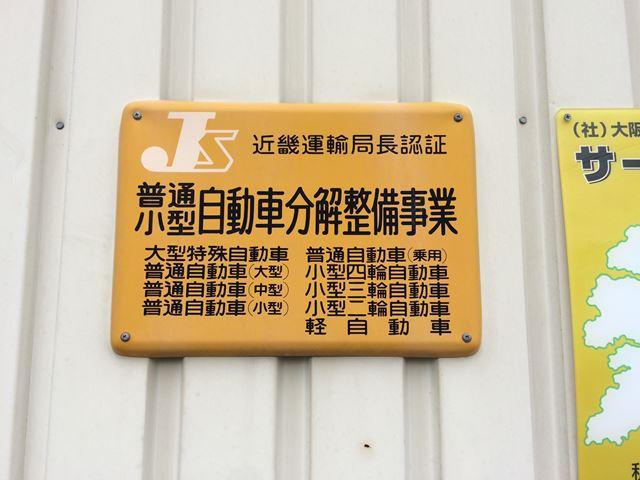 JS 近畿運輸局長認証
普通
小型 自動車分解整備事業
大型特殊自動車 普通自動車(乗用)
普通自動車(大型) 小型四輪自動車
普通自動車(中型) 小型三輪自動車
普通自動車(小型) 小型二輪自動車
軽自動車
(社)大阪
サー